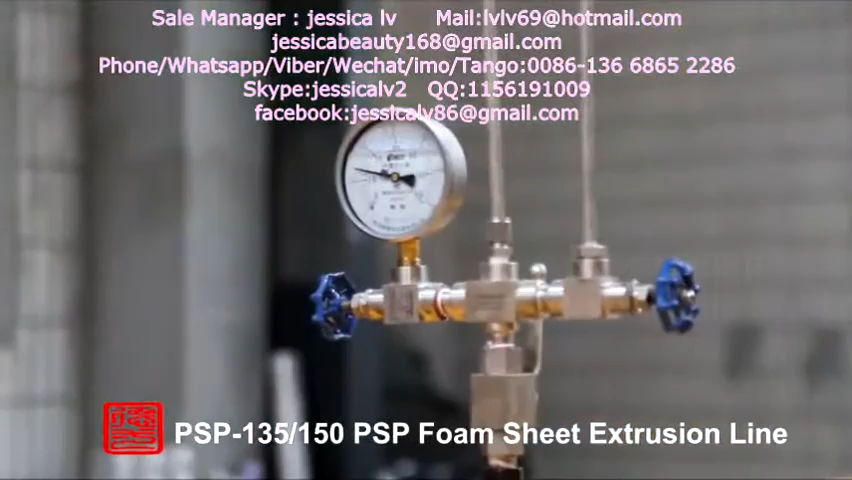 Sale Manager : jessica lv Mail:lvlv69@hotmail.com
jessicabeauty168@gmail.com
Phone/Whatsapp/Viber/Wechat/imo/Tango:0086-136 6865 2286
Skype:jessicalv2 QQ:1156191009
facebook:jessicalv86@gmail.com
PSP-135/150 PSP Foam Sheet Extrusion Line